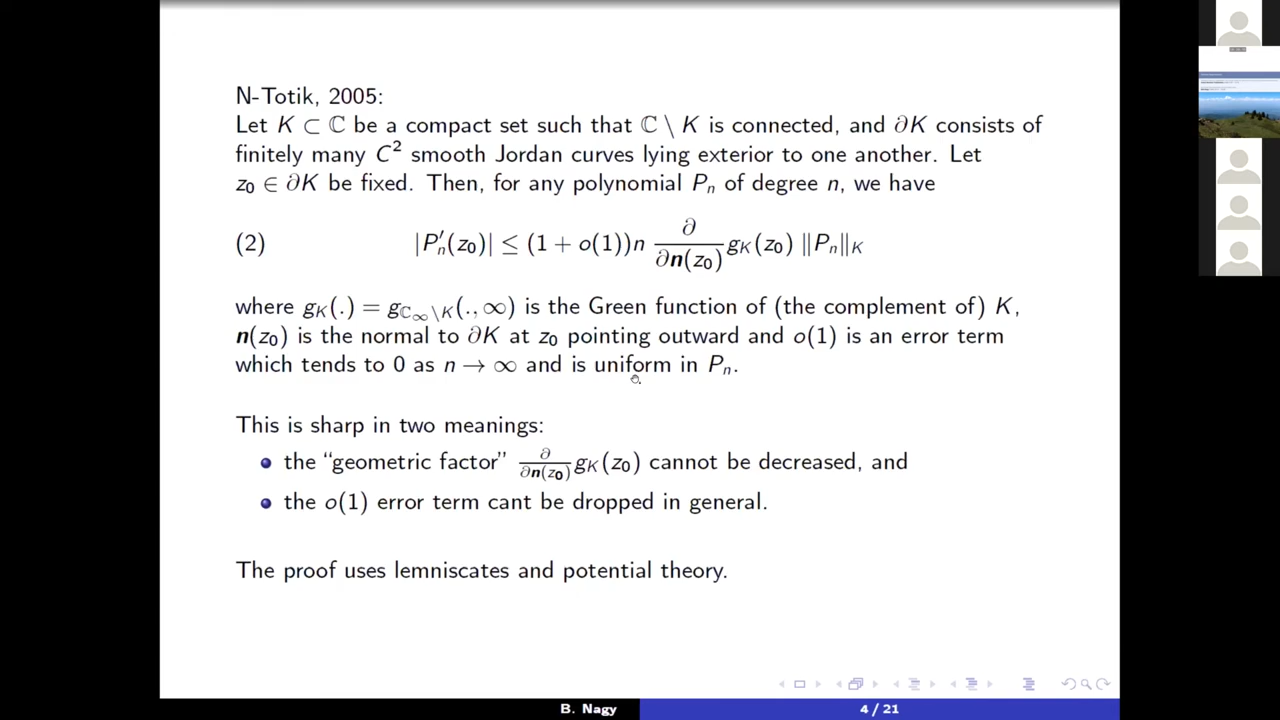 N-Totik, 2005:
Let K ⊂ ℂ be a compact set such that ℂ \ K is connected, and ∂K consists of
finitely many C² smooth Jordan curves lying exterior to one another. Let
z₀ ∈ ∂K be fixed. Then, for any polynomial Pₙ of degree n, we have
(2) |P′ₙ(z₀)| ≤ (1 + o(1))n ∂/∂n(z₀) g_K(z₀) ‖Pₙ‖_K
where g_K(.) = g_{ℂ_∞\K}(., ∞) is the Green function of (the complement of) K,
n(z₀) is the normal to ∂K at z₀ pointing outward and o(1) is an error term
which tends to 0 as n → ∞ and is uniform in Pₙ.
This is sharp in two meanings:
the “geometric factor” ∂/∂n(z₀) g_K(z₀) cannot be decreased, and
the o(1) error term cant be dropped in general.
The proof uses lemniscates and potential theory.
B. Nagy
4 / 21